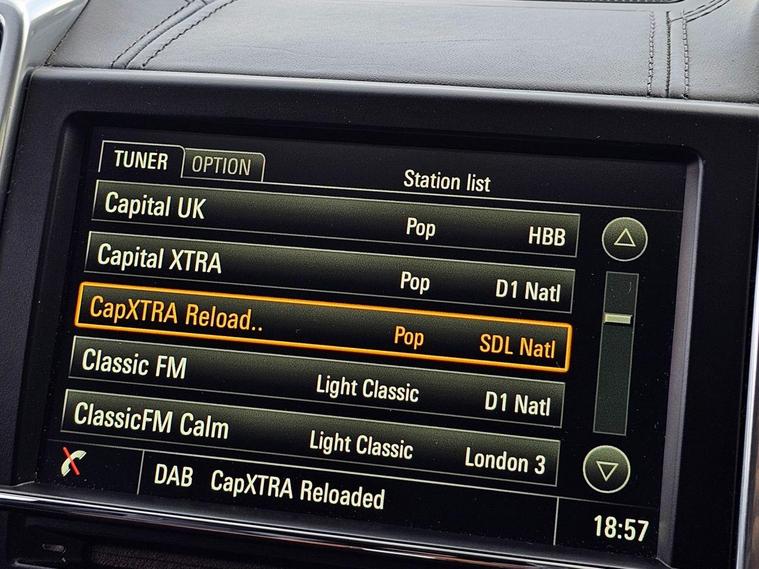 TUNER OPTION Station list
Capital UK Pop HBB
Capital XTRA Pop D1 Natl
CapXTRA Reload.. Pop SDL Natl
Classic FM Light Classic D1 Natl
ClassicFM Calm Light Classic London 3
DAB CapXTRA Reloaded 18:57